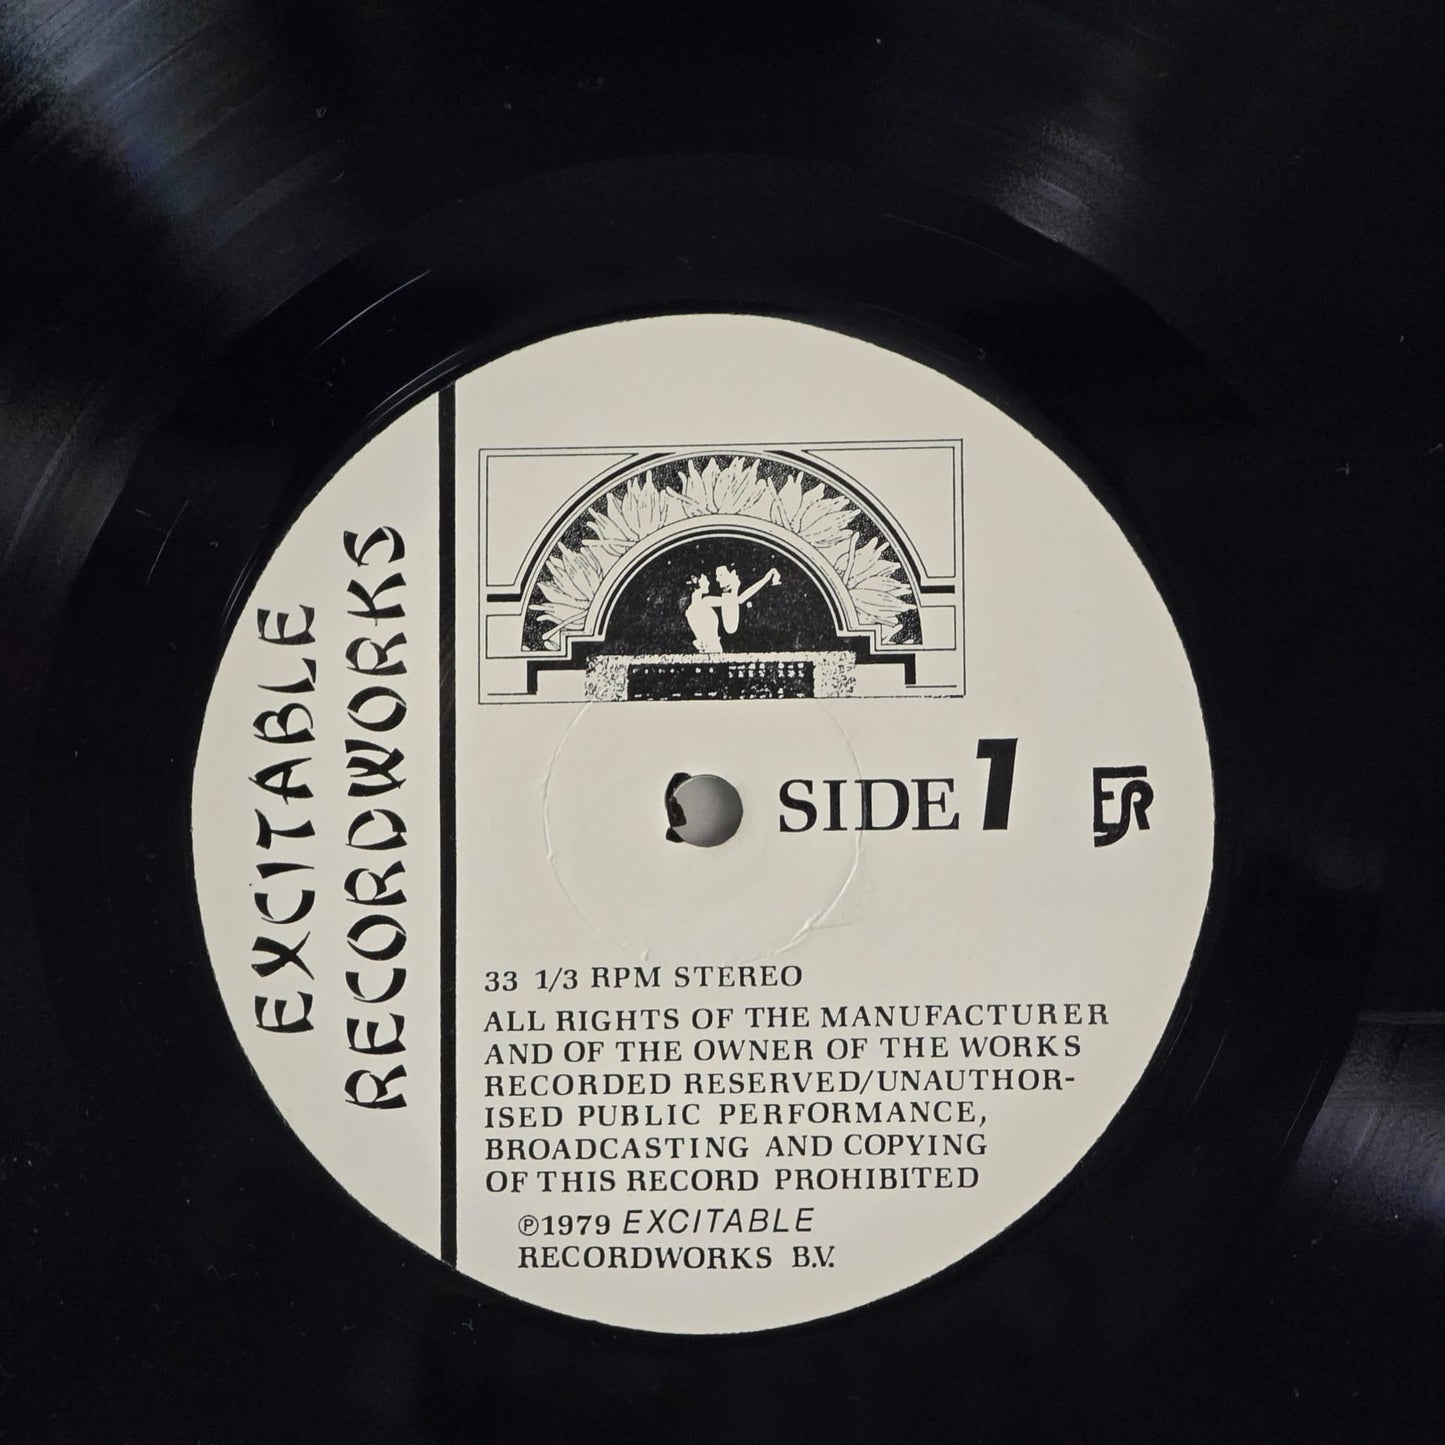 EXCITABLE
RECORDWORKS
SIDE 1
EJR
33 1/3 RPM STEREO
ALL RIGHTS OF THE MANUFACTURER
AND OF THE OWNER OF THE WORKS
RECORDED RESERVED/UNAUTHOR-
ISED PUBLIC PERFORMANCE,
BROADCASTING AND COPYING
OF THIS RECORD PROHIBITED
℗1979 EXCITABLE
RECORDWORKS B.V.